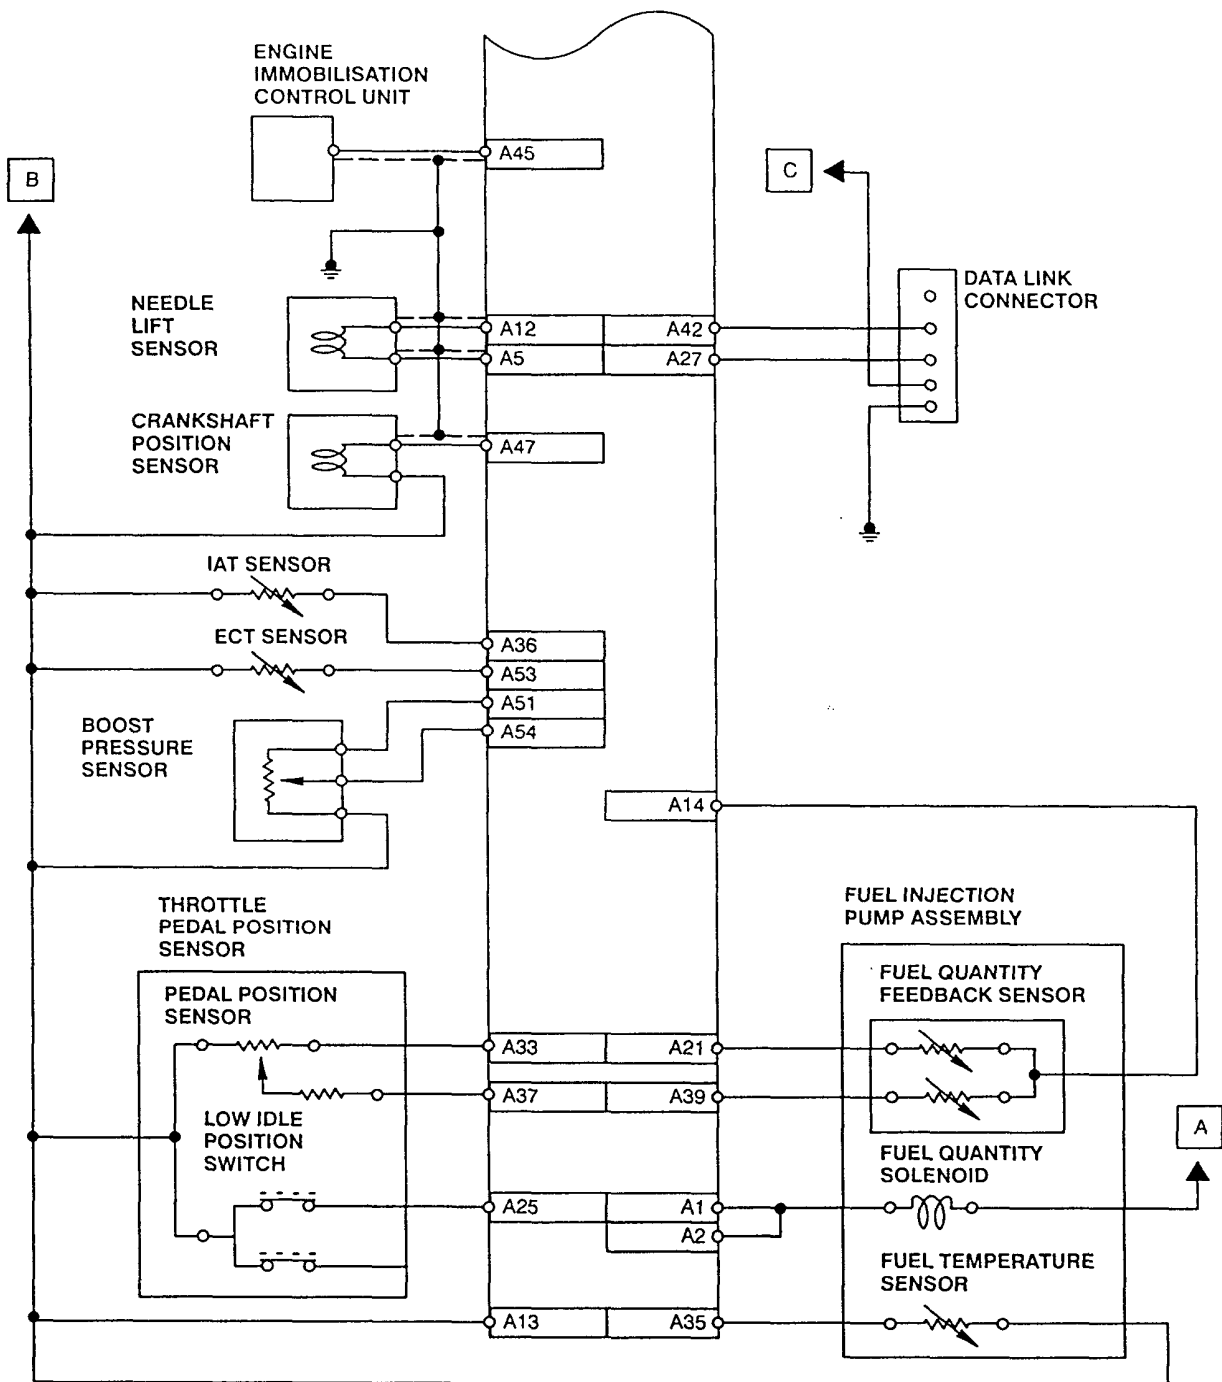 ENGINE
IMMOBILISATION
CONTROL UNIT
A45
B
C
NEEDLE
LIFT
SENSOR
DATA LINK
CONNECTOR
A12
A42
A5
A27
CRANKSHAFT
POSITION
SENSOR
A47
IAT SENSOR
ECT SENSOR
A36
A53
A51
A54
BOOST
PRESSURE
SENSOR
A14
THROTTLE
PEDAL POSITION
SENSOR
FUEL INJECTION
PUMP ASSEMBLY
PEDAL POSITION
SENSOR
FUEL QUANTITY
FEEDBACK SENSOR
A33
A21
A37
A39
LOW IDLE
POSITION
SWITCH
A
FUEL QUANTITY
SOLENOID
A25
A1
A2
FUEL TEMPERATURE
SENSOR
A13
A35